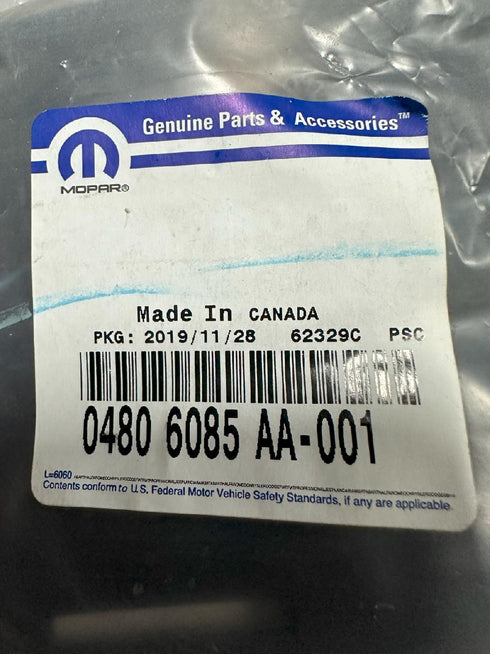 Genuine Parts & Accessories™
MOPAR®
Made In CANADA
PKG: 2019/11/28 62329C PSC
0480 6085 AA-001
L=6060
Contents conform to U.S. Federal Motor Vehicle Safety Standards, if any are applicable.